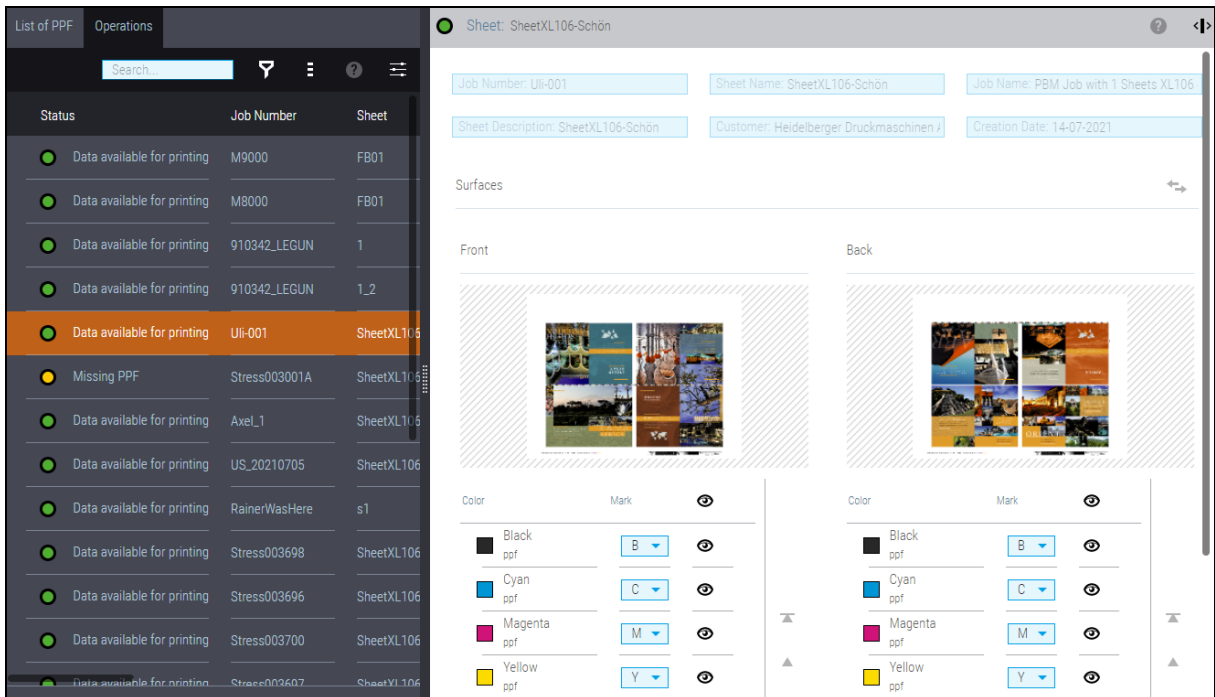 List of PPF Operations
Search...
Status Job Number Sheet
Data available for printing M9000 FB01
Data available for printing M8000 FB01
Data available for printing 910342_LEGUN 1
Data available for printing 910342_LEGUN 1_2
Data available for printing Uli-001 SheetXL106
Missing PPF Stress003001A SheetXL106
Data available for printing Axel_1 SheetXL106
Data available for printing US_20210705 SheetXL106
Data available for printing RainerWasHere s1
Data available for printing Stress003698 SheetXL106
Data available for printing Stress003696 SheetXL106
Data available for printing Stress003700 SheetXL106
Data available for printing Stress003697 SheetXL106
Sheet: SheetXL106-Schön
Job Number: Uli-001 Sheet Name: SheetXL106-Schön Job Name: PBM Job with 1 Sheets XL106
Sheet Description: SheetXL106-Schön Customer: Heidelberger Druckmaschinen Creation Date: 14-07-2021
Surfaces
Front Back
Color Mark Color Mark
Black B Black B
ppf ppf
Cyan C Cyan C
ppf ppf
Magenta M Magenta M
ppf ppf
Yellow Y Yellow Y
ppf ppf